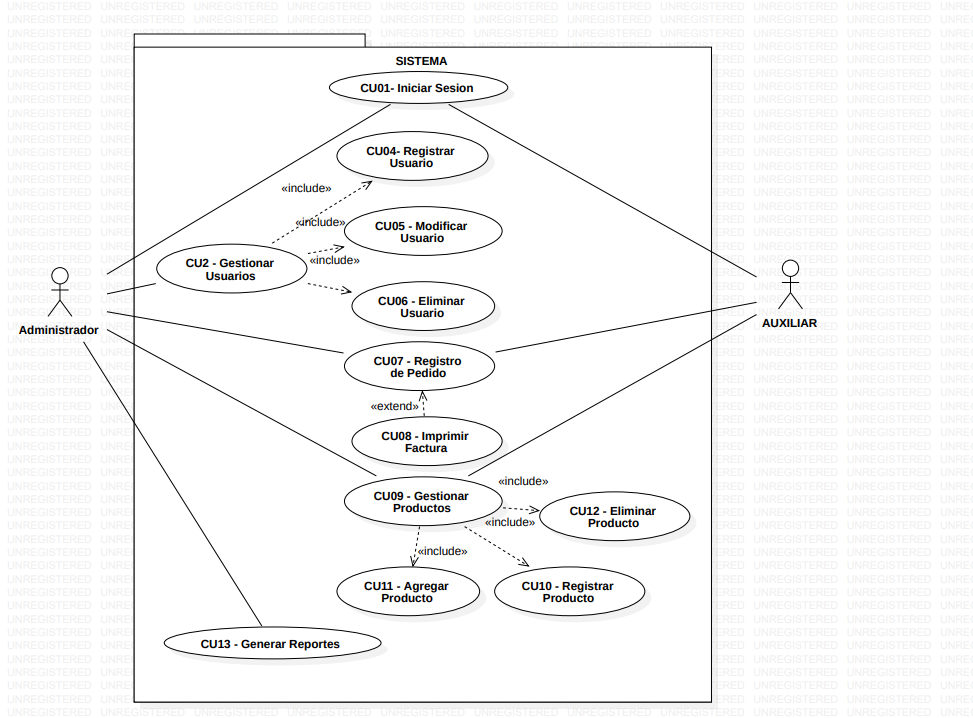 SISTEMA
CU01- Iniciar Sesion
CU04- Registrar
Usuario
«include»
«include»
CU05 - Modificar
Usuario
«include»
CU2 - Gestionar
Usuarios
CU06 - Eliminar
Usuario
Administrador
AUXILIAR
CU07 - Registro
de Pedido
«extend»
CU08 - Imprimir
Factura
CU09 - Gestionar
Productos
«include»
CU12 - Eliminar
Producto
«include»
«include»
CU11 - Agregar
Producto
CU10 - Registrar
Producto
CU13 - Generar Reportes
UNREGISTERED